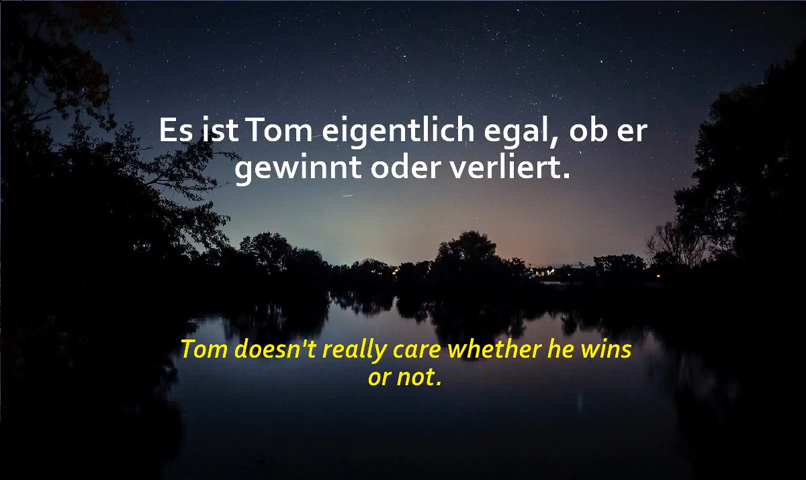 Es ist Tom eigentlich egal, ob er
gewinnt oder verliert.
Tom doesn't really care whether he wins
or not.